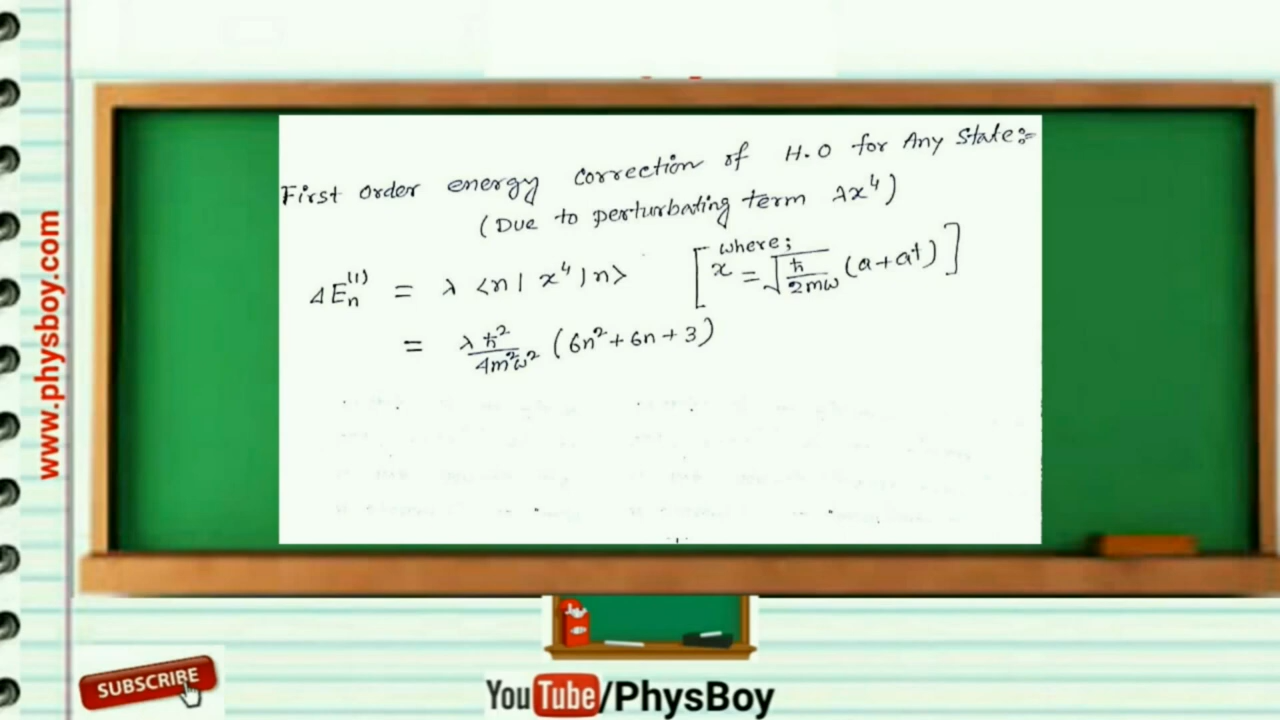 First order energy correction of H.O for Any State:-
(Due to perturbating term λx⁴)
ΔEₙ⁽¹⁾ = λ <n| x⁴ |n> [where; x = √(ħ/2mω) (a+a†)]
= λħ²/4m²ω² (6n²+6n+3)
www.physboy.com
SUBSCRIBE
YouTube/PhysBoy